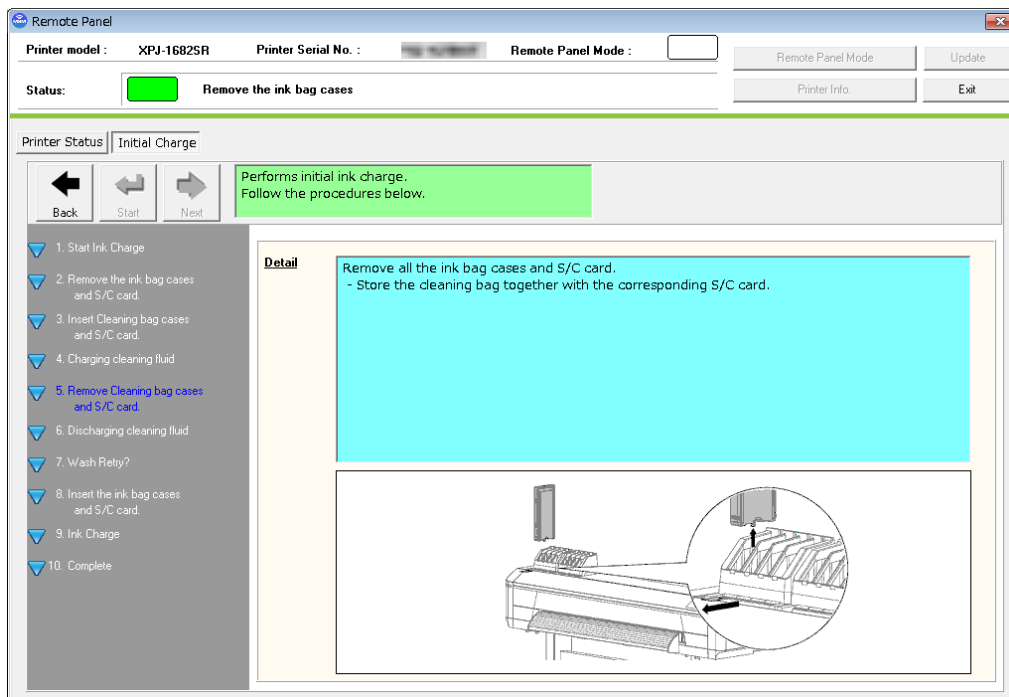 Remote Panel
Printer model : XPJ-1682SR Printer Serial No. : Remote Panel Mode :
Remote Panel Mode Update
Status: Remove the ink bag cases
Printer Info. Exit
Printer Status Initial Charge
Back Start Next
Performs initial ink charge.
Follow the procedures below.
1. Start Ink Charge
2. Remove the ink bag cases
and S/C card.
3. Insert Cleaning bag cases
and S/C card.
4. Charging cleaning fluid
5. Remove Cleaning bag cases
and S/C card.
6. Discharging cleaning fluid
7. Wash Retry?
8. Insert the ink bag cases
and S/C card.
9. Ink Charge
10. Complete
Detail
Remove all the ink bag cases and S/C card.
- Store the cleaning bag together with the corresponding S/C card.